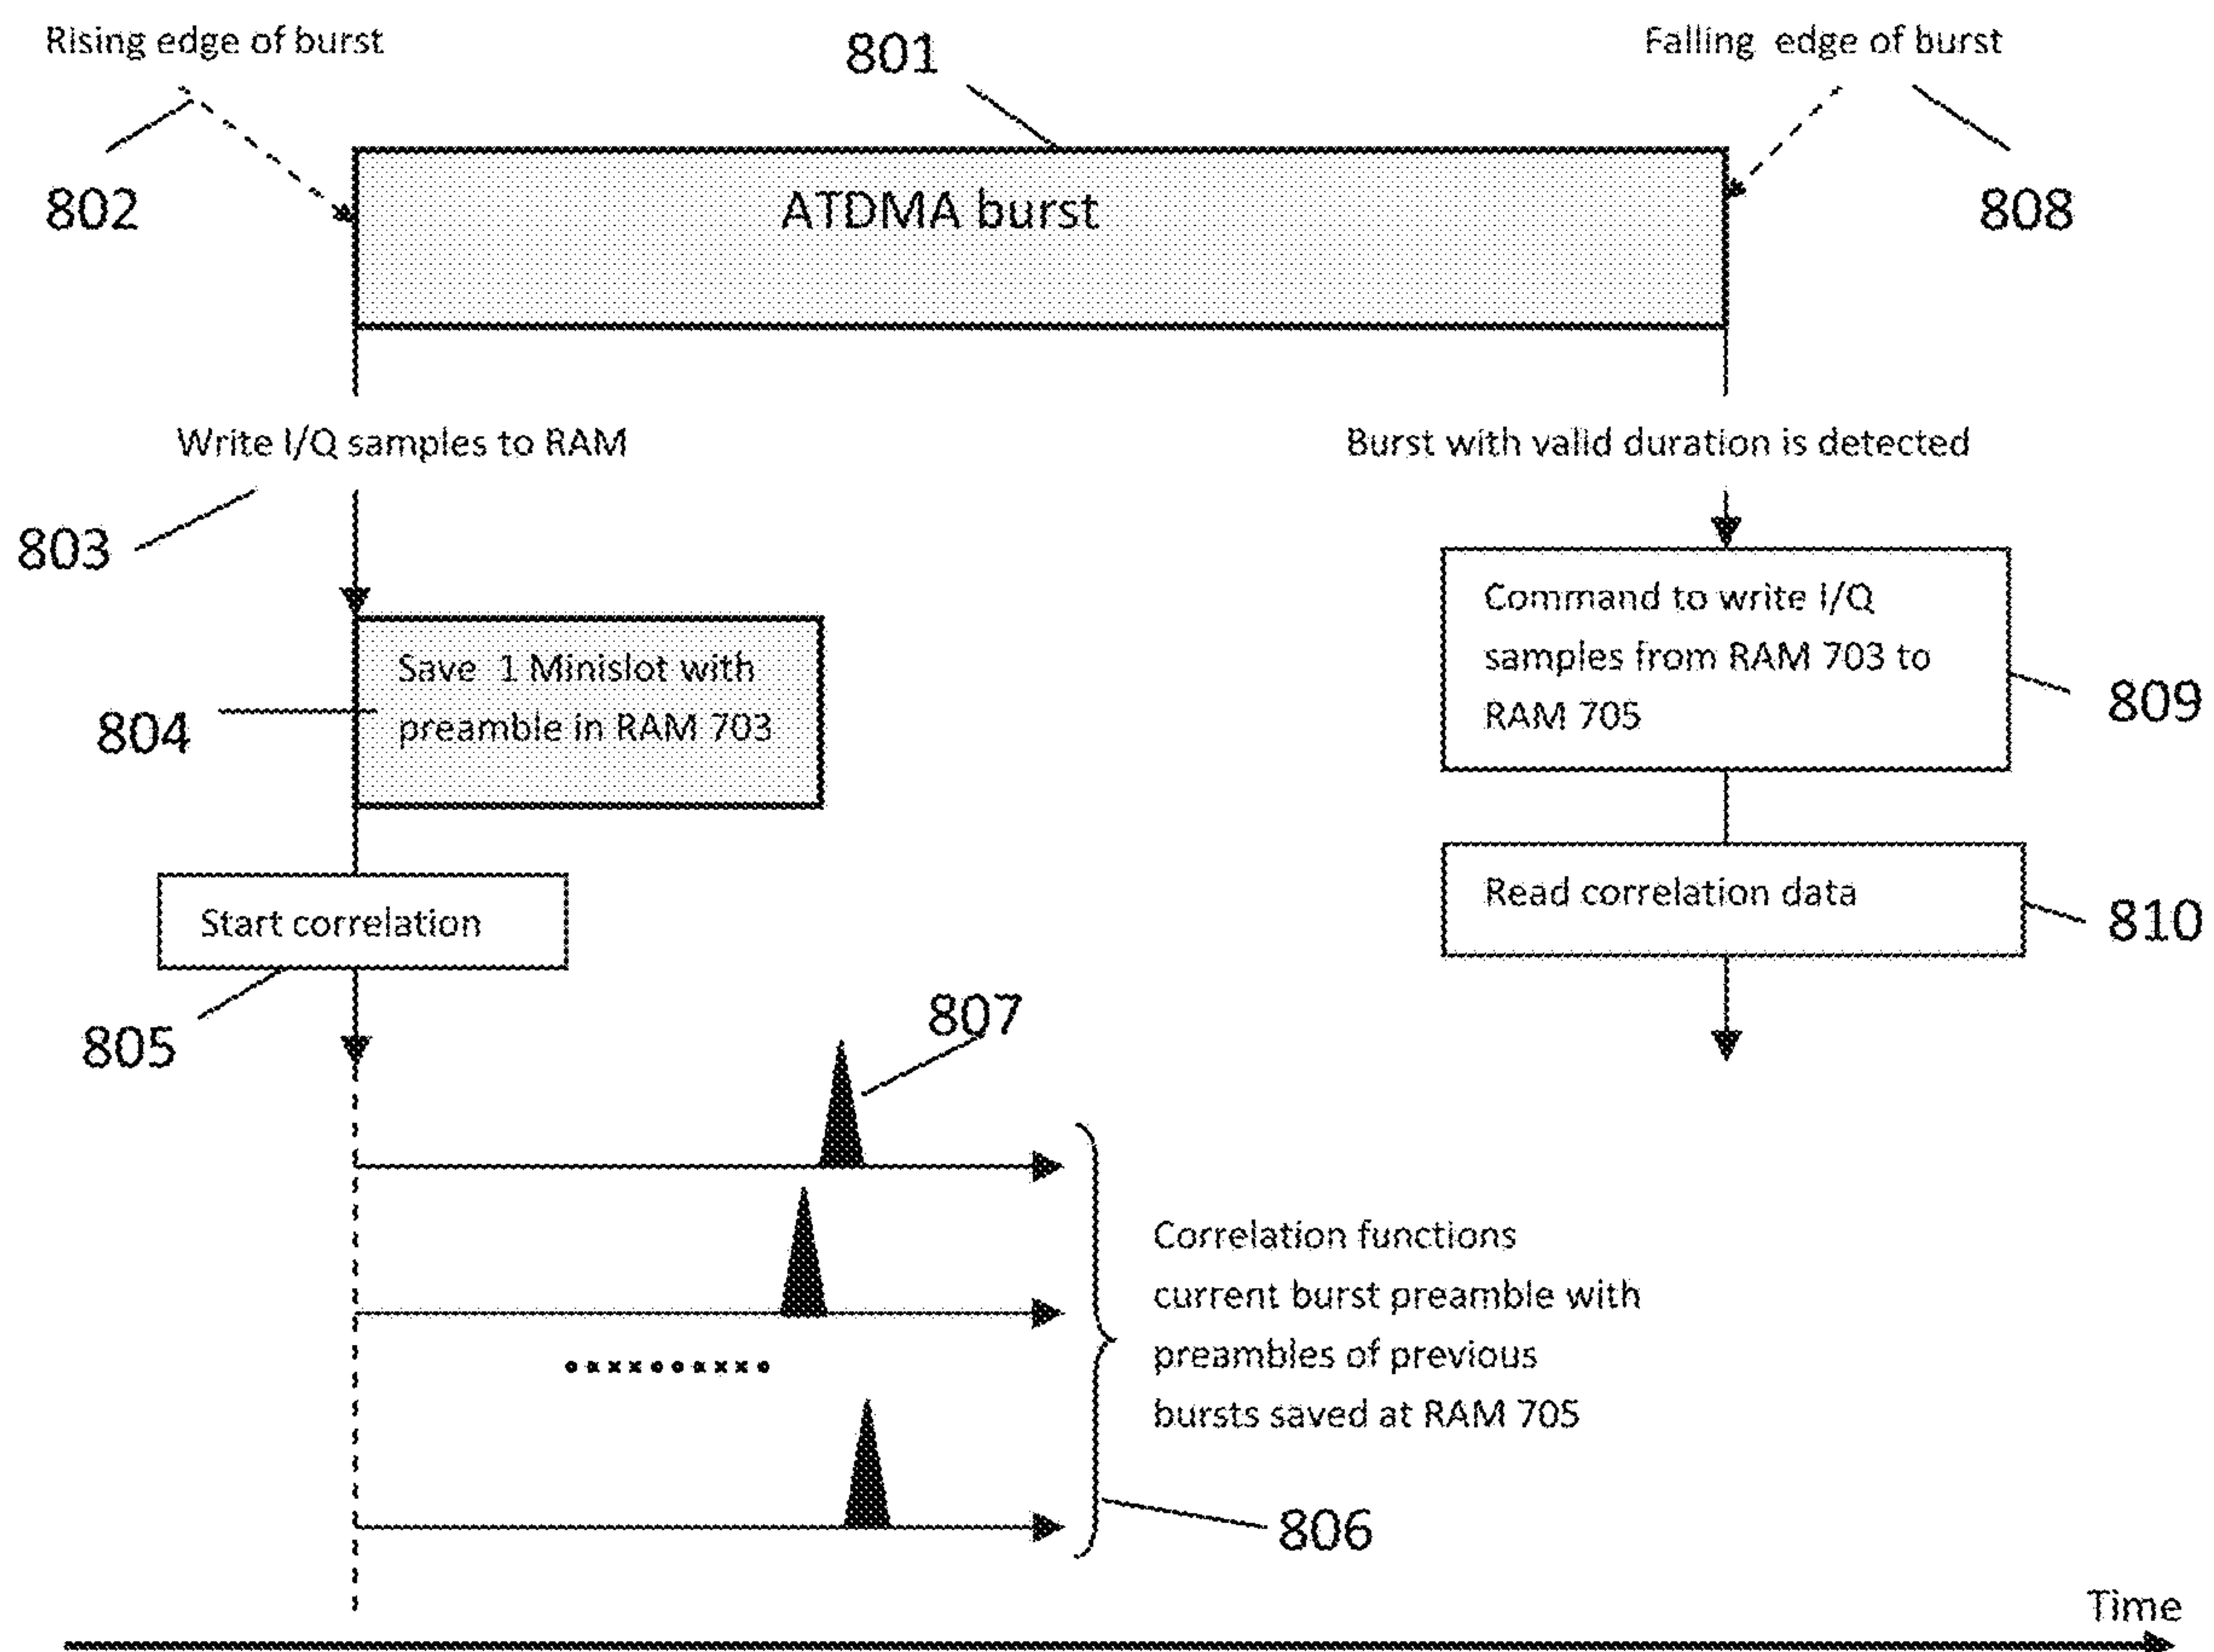 Rising edge of burst
801
Falling edge of burst
802
ATDMA burst
808
Write I/Q samples to RAM
Burst with valid duration is detected
803
Save 1 Minislot with
preamble in RAM 703
804
Command to write I/Q
samples from RAM 703 to
RAM 705
809
Start correlation
805
Read correlation data
810
807
Correlation functions
current burst preamble with
preambles of previous
bursts saved at RAM 705
806
Time